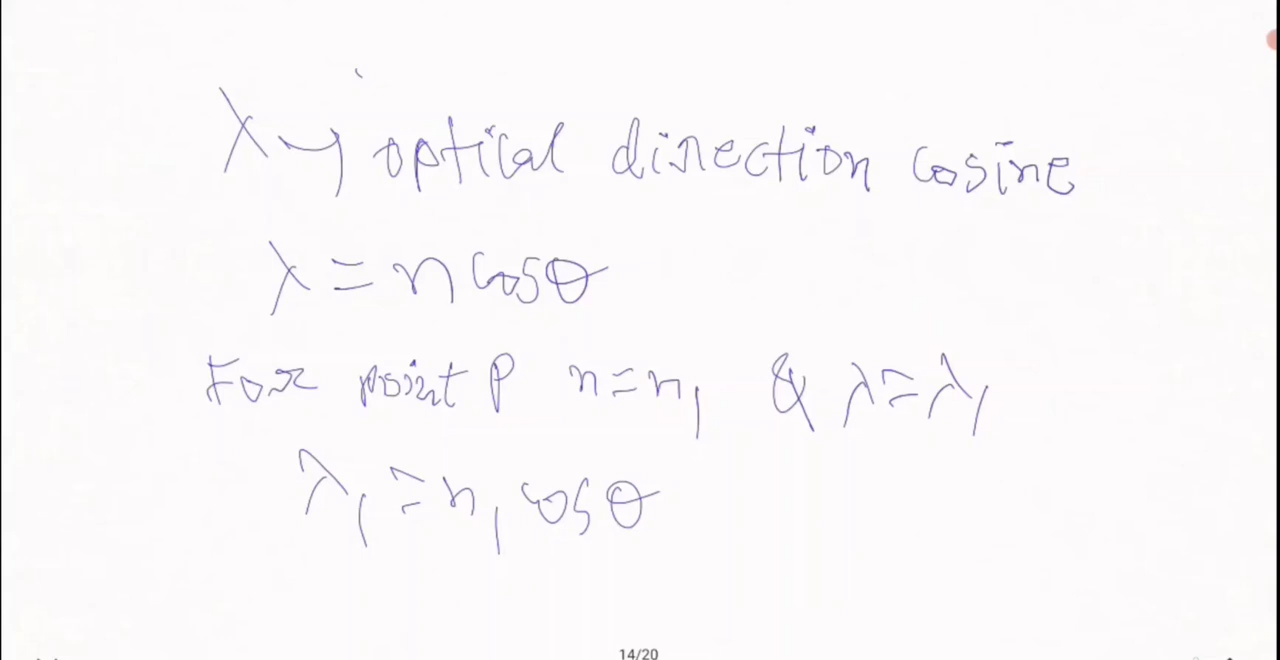 λ → optical direction cosine
λ = n cosθ
For point P n = n₁ & λ = λ₁
λ₁ = n₁ cosθ
14/20